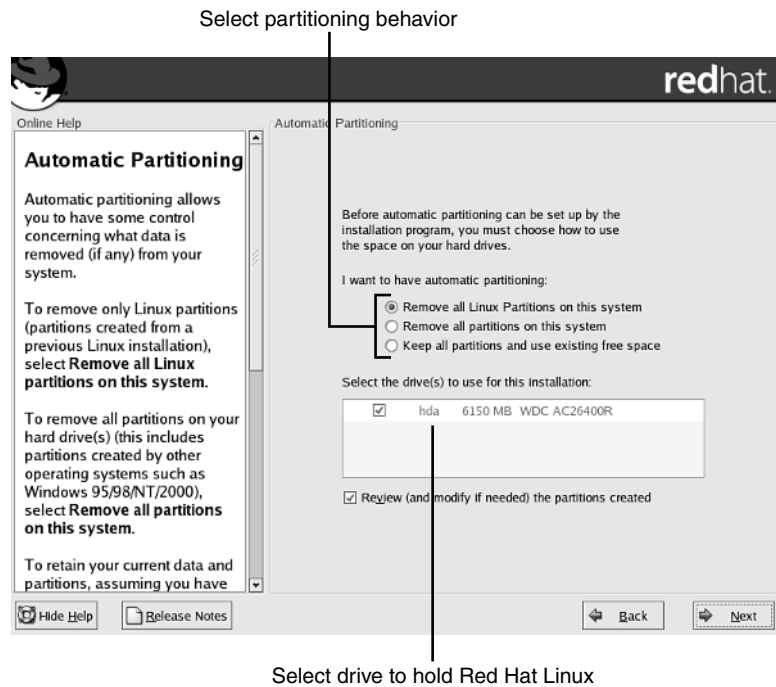 Select partitioning behavior
redhat.
Online Help
Automatic Partitioning
Automatic partitioning allows
you to have some control
concerning what data is
removed (if any) from your
system.
To remove only Linux partitions
(partitions created from a
previous Linux installation),
select Remove all Linux
partitions on this system.
To remove all partitions on your
hard drive(s) (this includes
partitions created by other
operating systems such as
Windows 95/98/NT/2000),
select Remove all partitions
on this system.
To retain your current data and
partitions, assuming you have
Automatic Partitioning
Before automatic partitioning can be set up by the
installation program, you must choose how to use
the space on your hard drives.
I want to have automatic partitioning:
Remove all Linux Partitions on this system
Remove all partitions on this system
Keep all partitions and use existing free space
Select the drive(s) to use for this installation:
hda 6150 MB WDC AC26400R
Review (and modify if needed) the partitions created
Hide Help
Release Notes
Back
Next
Select drive to hold Red Hat Linux